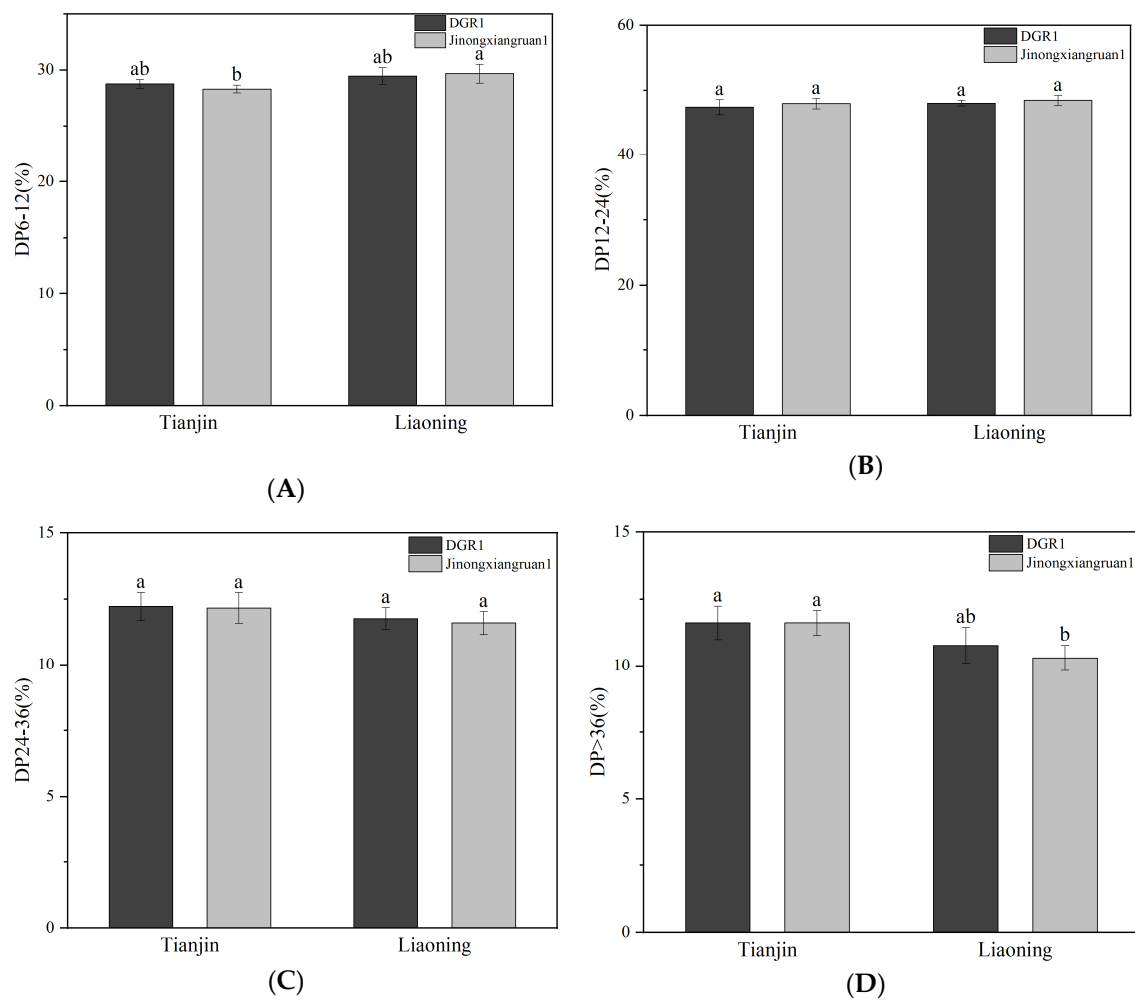 DGR1
Jinongxiangruan1
ab
b
ab
a
30
20
10
0
DP6-12(%)
Tianjin
Liaoning
(A)
DGR1
Jinongxiangruan1
a
a
a
a
60
40
20
0
DP12-24(%)
Tianjin
Liaoning
(B)
DGR1
Jinongxiangruan1
a
a
a
a
15
10
5
0
DP24-36(%)
Tianjin
Liaoning
(C)
DGR1
Jinongxiangruan1
a
a
ab
b
15
10
5
0
DP>36(%)
Tianjin
Liaoning
(D)